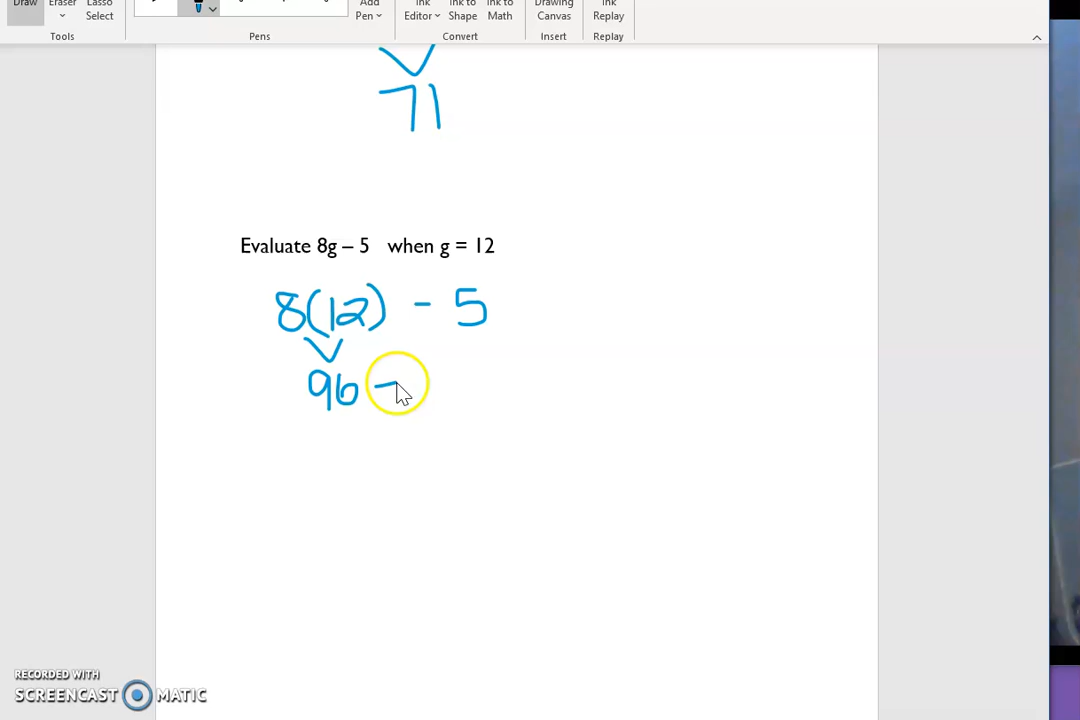 Draw Eraser Lasso Select Add Pen Ink Editor Ink to Shape Ink to Math Drawing Canvas Ink Replay
Tools Pens Convert Insert Replay
71
Evaluate 8g – 5 when g = 12
8(12) - 5
96 -
RECORDED WITH
SCREENCAST MATIC